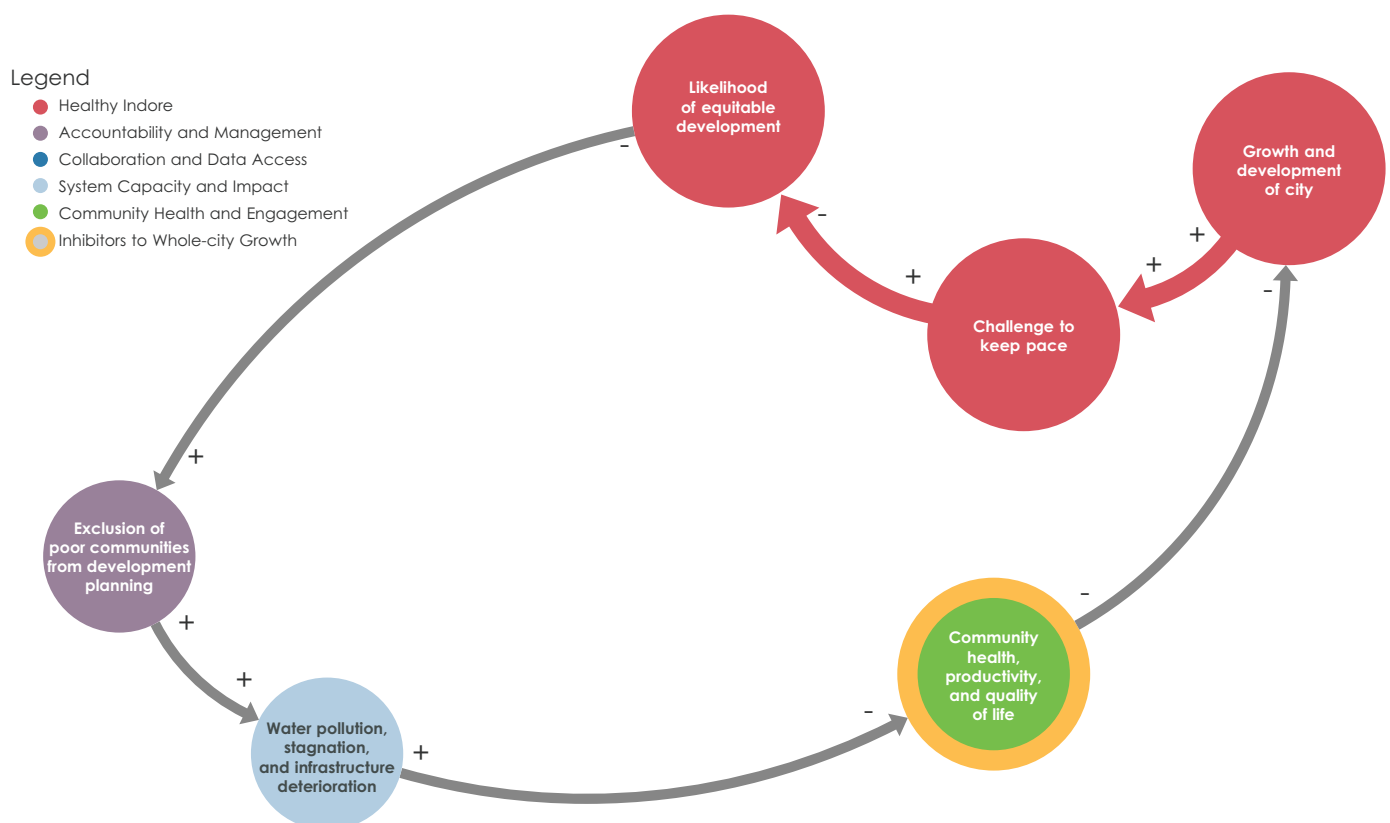 Legend
Healthy Indore
Accountability and Management
Collaboration and Data Access
System Capacity and Impact
Community Health and Engagement
Inhibitors to Whole-city Growth
Likelihood
of equitable
development
-
-
+
Growth and
development
of city
+
+
-
Challenge to
keep pace
+
Exclusion of
poor communities
from development
planning
+
+
Water pollution,
stagnation,
and infrastructure
deterioration
+
-
Community
health,
productivity,
and quality
of life
-